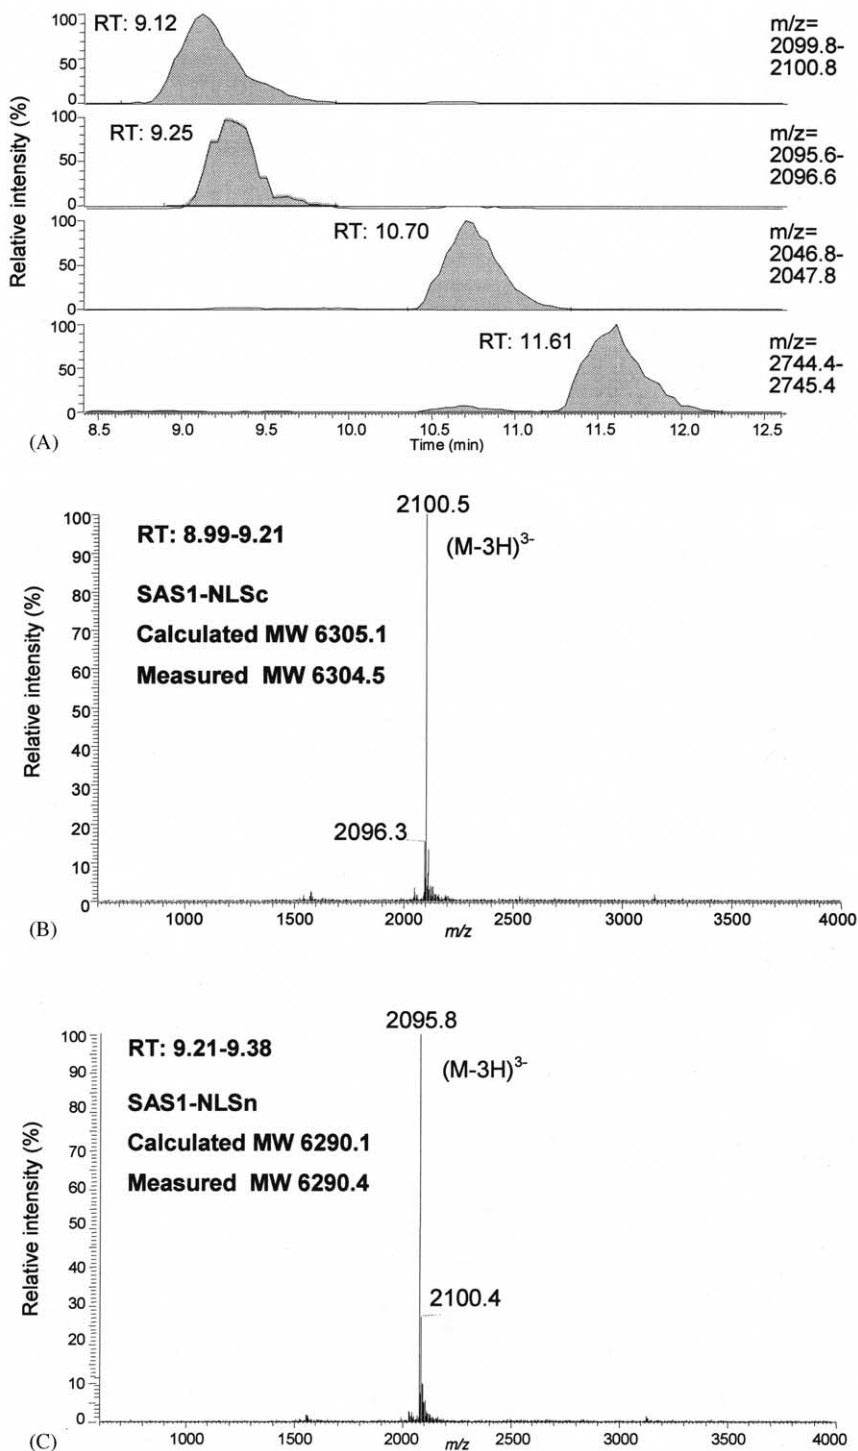 Relative intensity (%)
100
50
0
RT: 9.12
m/z=
2099.8-
2100.8
100
50
0
RT: 9.25
m/z=
2095.6-
2096.6
100
50
0
RT: 10.70
m/z=
2046.8-
2047.8
100
50
0
RT: 11.61
m/z=
2744.4-
2745.4
8.5 9.0 9.5 10.0 10.5 11.0 11.5 12.0 12.5
Time (min)
(A)
2100.5
(M-3H)3-
RT: 8.99-9.21
SAS1-NLSc
Calculated MW 6305.1
Measured MW 6304.5
2096.3
Relative intensity (%)
100
90
80
70
60
50
40
30
20
10
0
1000 1500 2000 2500 3000 3500 4000
m/z
(B)
2095.8
(M-3H)3-
RT: 9.21-9.38
SAS1-NLSn
Calculated MW 6290.1
Measured MW 6290.4
2100.4
Relative intensity (%)
100
90
80
70
60
50
40
30
20
10
0
1000 1500 2000 2500 3000 3500 4000
m/z
(C)